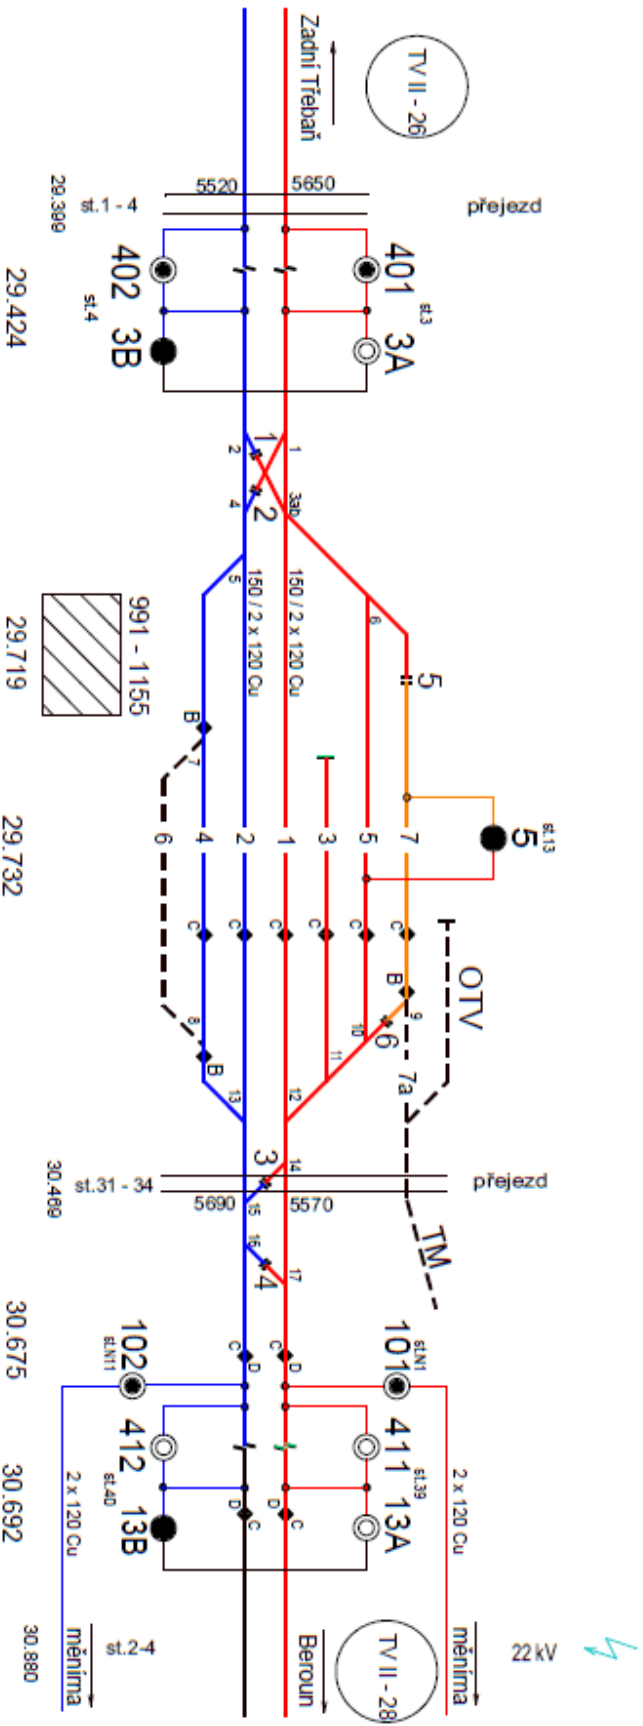 TV II - 26
Zadní Třebaň
přejezd
5650
5520
st.1 - 4
29.399
401
st.3
3A
402
st.4
3B
29.424
1
1
2
2
4
3ab
5
6
150 / 2 x 120 Cu
150 / 2 x 120 Cu
991 - 1155
29.719
5
5
st.13
B
7
7
5
3
1
2
4
6
29.732
C
C
C
C
C
C
OTV
B
9
7a
10
6
11
12
8
B
13
3
14
přejezd
st.31 - 34
30.469
5690
5570
15
16
17
4
TM
30.675
C
D
C
D
101
st.N1
411
st.39
13A
102
st.N11
412
st.40
13B
2 x 120 Cu
2 x 120 Cu
D
C
D
C
30.692
měnírna
měnírna
22 kV
TV II - 28
Beroun
st.2-4
30.880